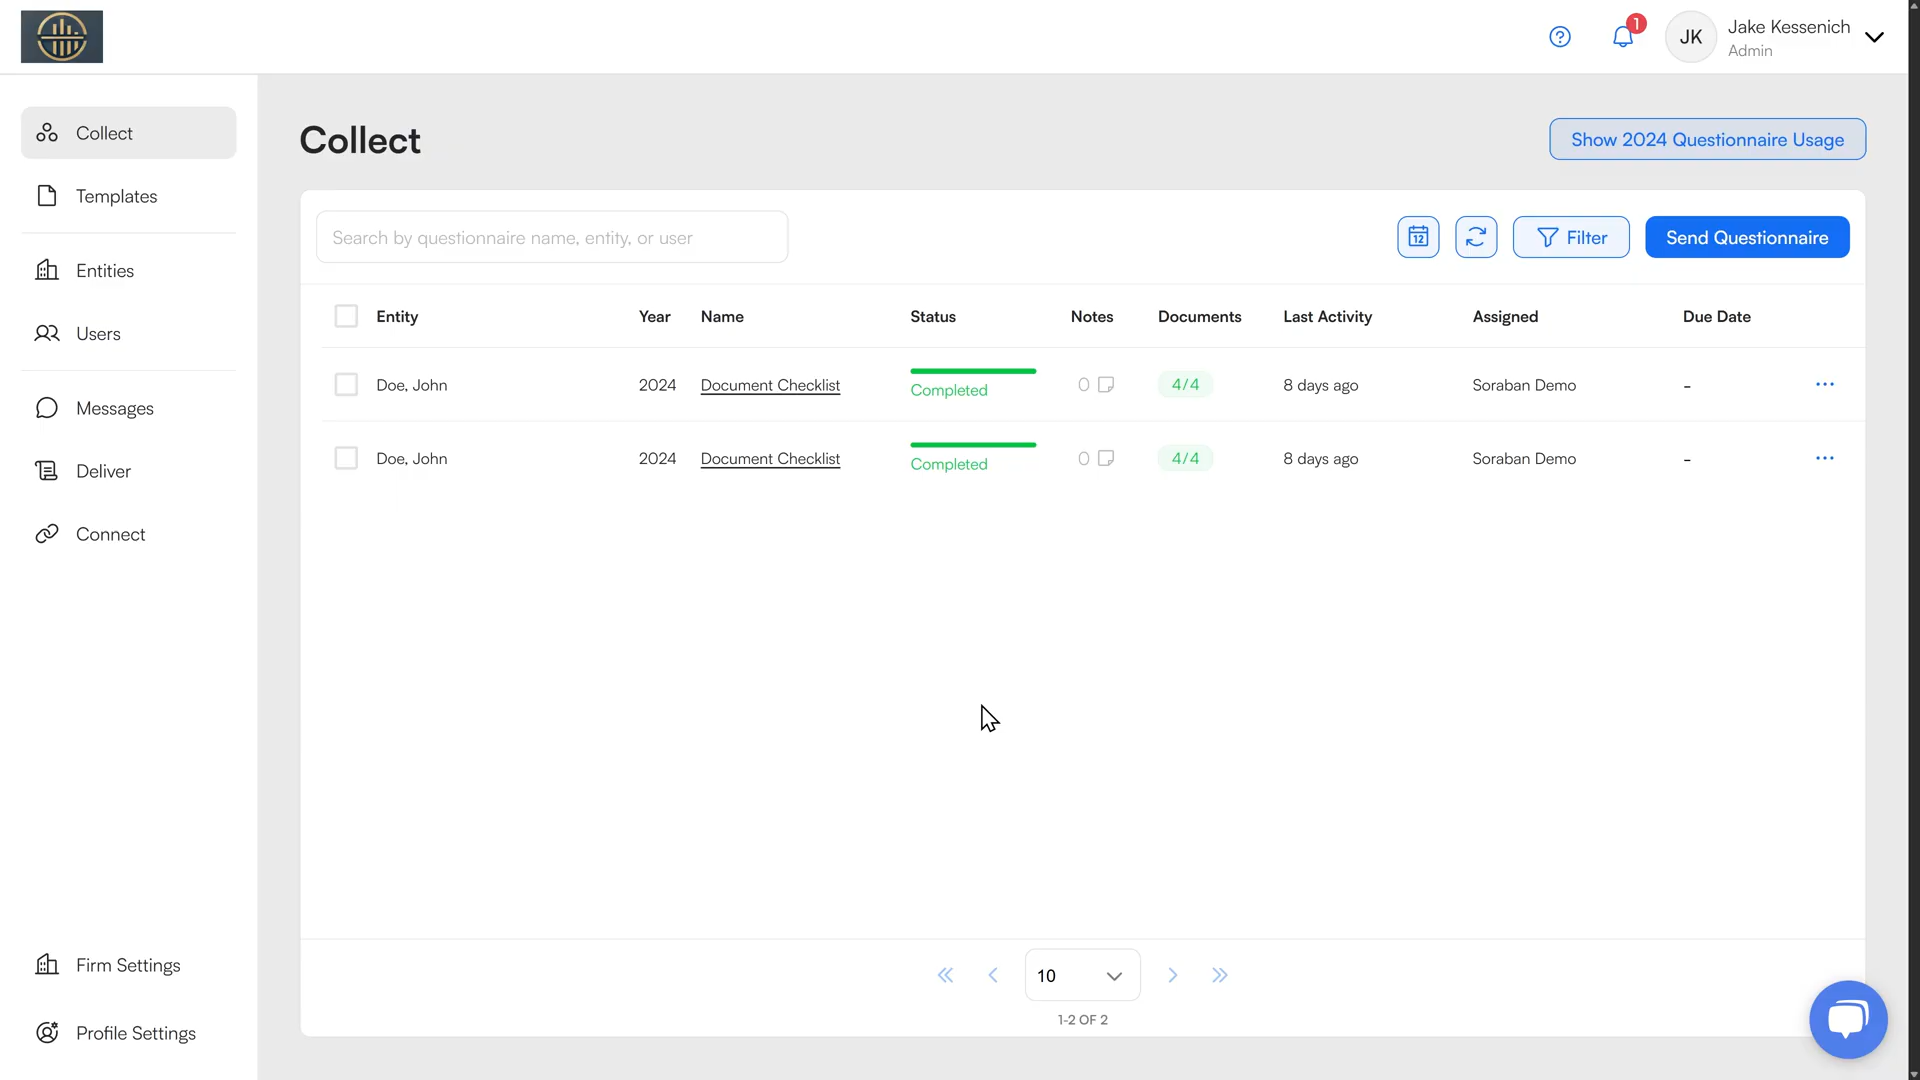 1
JK
Jake Kessenich
Admin
Collect
Templates
Entities
Users
Messages
Deliver
Connect
Firm Settings
Profile Settings
Collect
Show 2024 Questionnaire Usage
Search by questionnaire name, entity, or user
12
Filter
Send Questionnaire
Entity Year Name Status Notes Documents Last Activity Assigned Due Date
Doe, John 2024 Document Checklist Completed 0 4/4 8 days ago Soraban Demo - ...
Doe, John 2024 Document Checklist Completed 0 4/4 8 days ago Soraban Demo - ...
10
1-2 OF 2